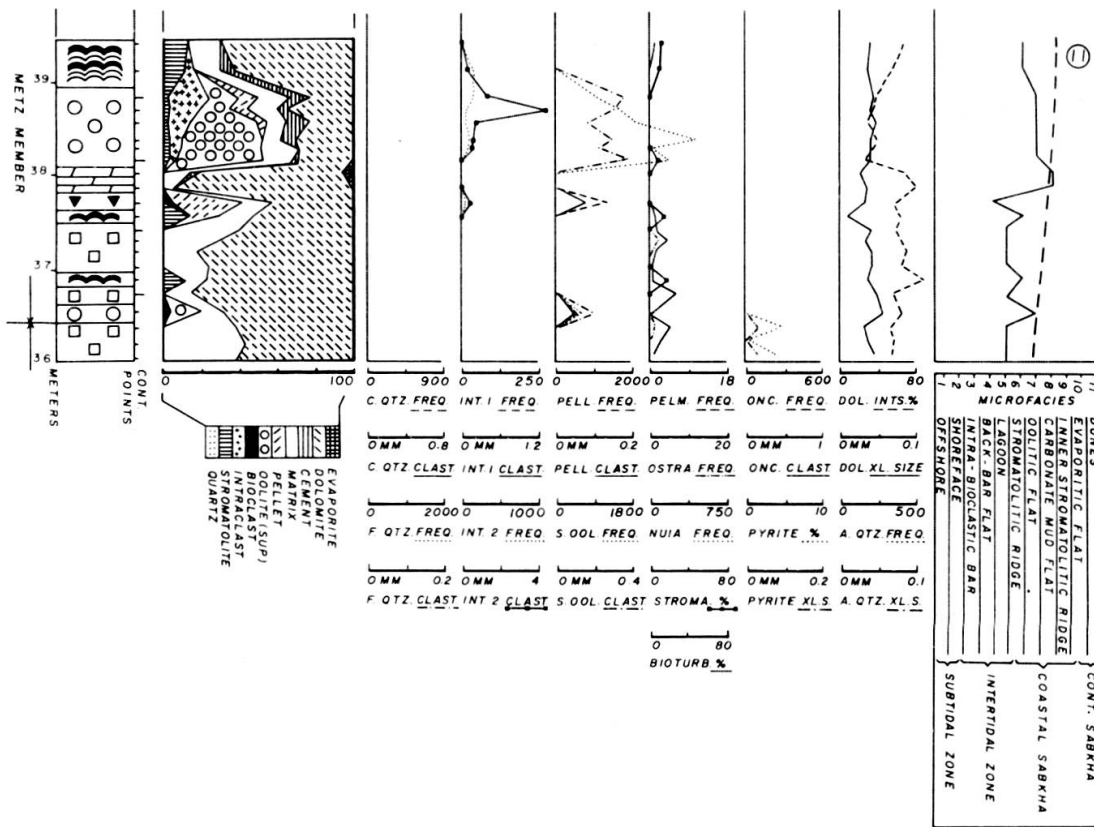 11
39
38
37
36
METZ MEMBER
METERS
CONT. POINTS
0 100
EVAPORITE
DOLOMITE
CEMENT
MATRIX
PELLET
OOLITE (SUP)
BIOCLAST
INTRACLAST
STROMATOLITE
QUARTZ
0 900
C. QTZ. FREQ.
0 MM 0.8
C. QTZ. CLAST
0 2000
F. QTZ. FREQ.
0 MM 0.2
F. QTZ. CLAST
0 250
INT. 1 FREQ.
0 MM 1.2
INT. 1 CLAST
0 1000
INT. 2 FREQ.
0 MM 4
INT. 2 CLAST
0 2000
PELL. FREQ.
0 MM 0.2
PELL. CLAST
0 1800
S. OOL. FREQ.
0 MM 0.4
S. OOL. CLAST
0 18
PELM. FREQ.
0 20
OSTRA. FREQ.
0 750
NUIA FREQ.
0 80
STROMA. %
0 80
BIOTURB. %
0 600
ONC. FREQ.
0 MM 1
ONC. CLAST
0 10
PYRITE %
0 MM 0.2
PYRITE XL.S.
0 80
DOL. INTS. %
0 MM 0.1
DOL. XL. SIZE
0 500
A. QTZ. FREQ.
0 MM 0.1
A. QTZ. XL.S.
1 2 3 4 5 6 7 8 9 10 11
MICROFACIES
DUNES
EVAPORITIC FLAT
INNER STROMATOLITIC RIDGE
CARBONATE MUD FLAT
OOLITIC FLAT
STROMATOLITIC RIDGE
LAGOON
BACK-BAR FLAT
INTRA-BIOCLASTIC BAR
SHOREFACE
OFFSHORE
CONT. SABKHA
COASTAL SABKHA
INTERTIDAL ZONE
SUBTIDAL ZONE